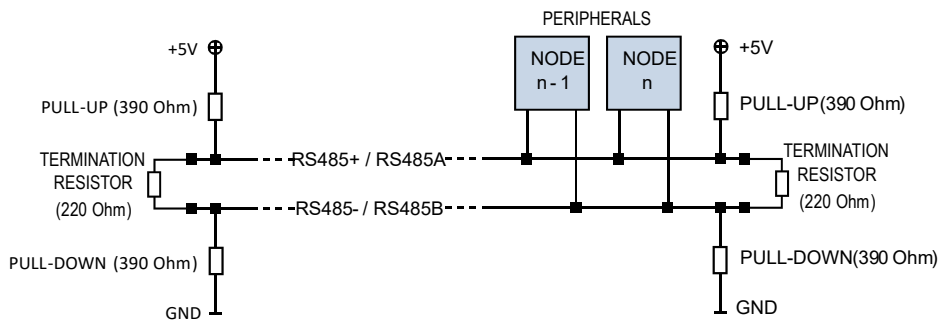 PERIPHERALS
+5V
NODE
n - 1
NODE
n
+5V
PULL-UP (390 Ohm)
PULL-UP(390 Ohm)
TERMINATION
RESISTOR
(220 Ohm)
RS485+ / RS485A
RS485- / RS485B
TERMINATION
RESISTOR
(220 Ohm)
PULL-DOWN (390 Ohm)
PULL-DOWN(390 Ohm)
GND
GND